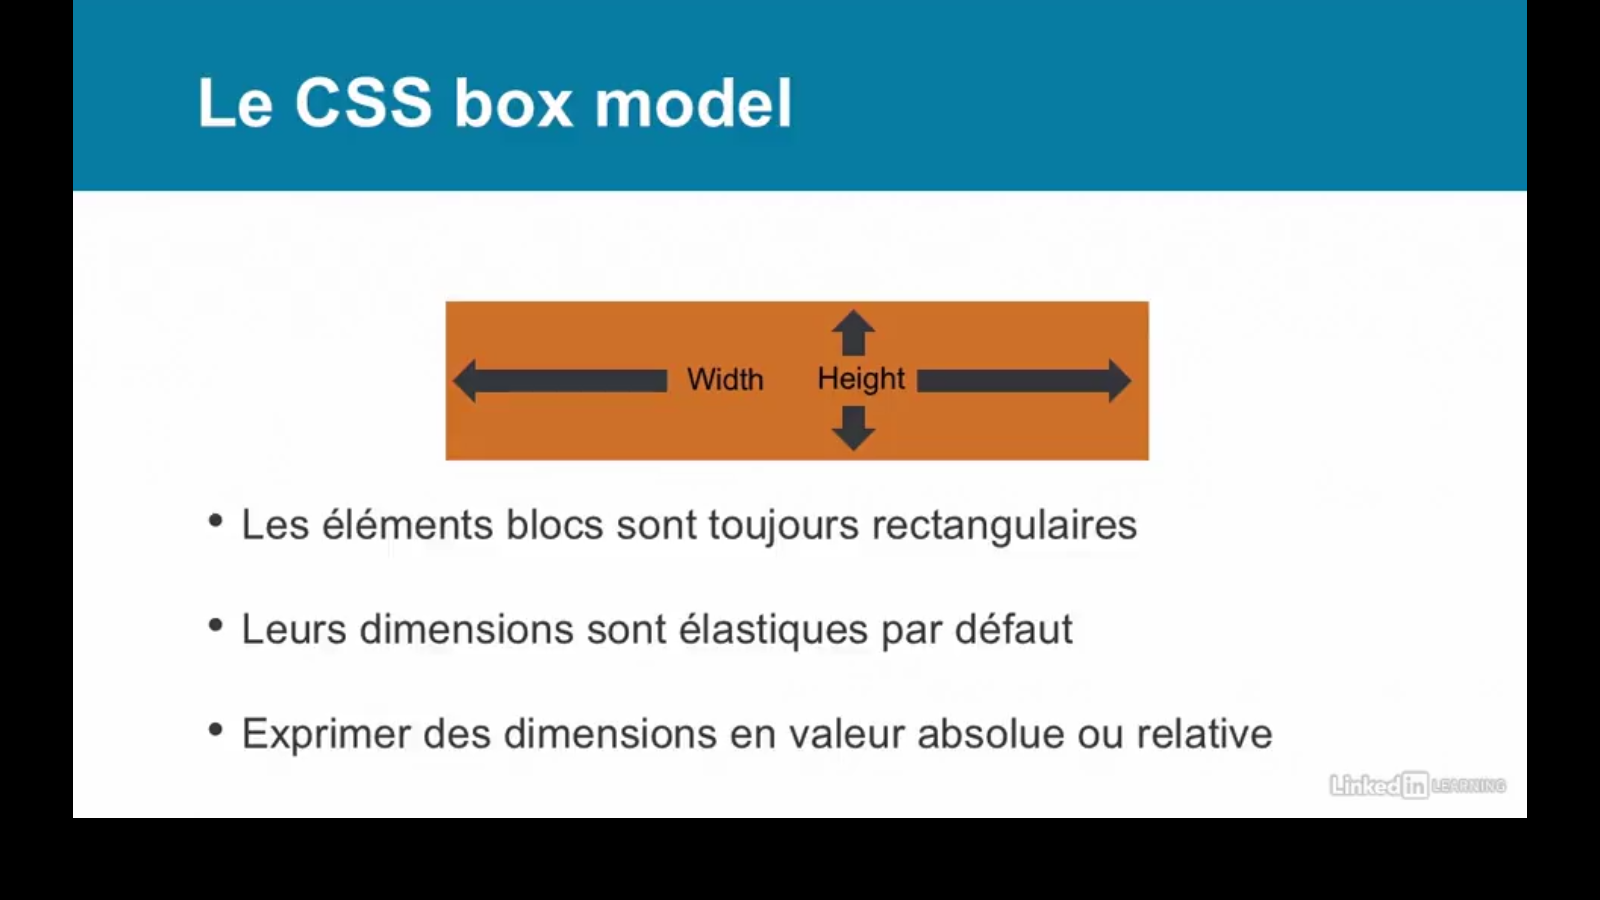 Le CSS box model
Width Height
• Les éléments blocs sont toujours rectangulaires
• Leurs dimensions sont élastiques par défaut
• Exprimer des dimensions en valeur absolue ou relative
Linked in LEARNING